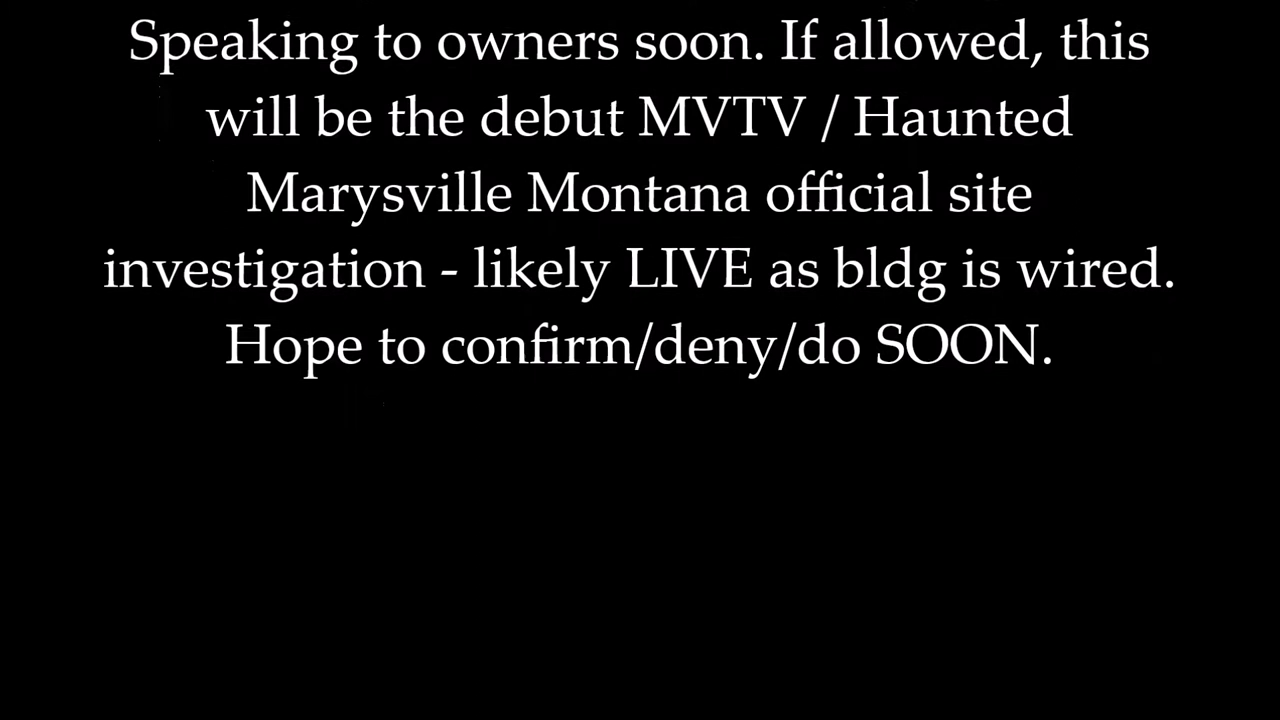 Speaking to owners soon. If allowed, this
will be the debut MVTV / Haunted
Marysville Montana official site
investigation - likely LIVE as bldg is wired.
Hope to confirm/deny/do SOON.